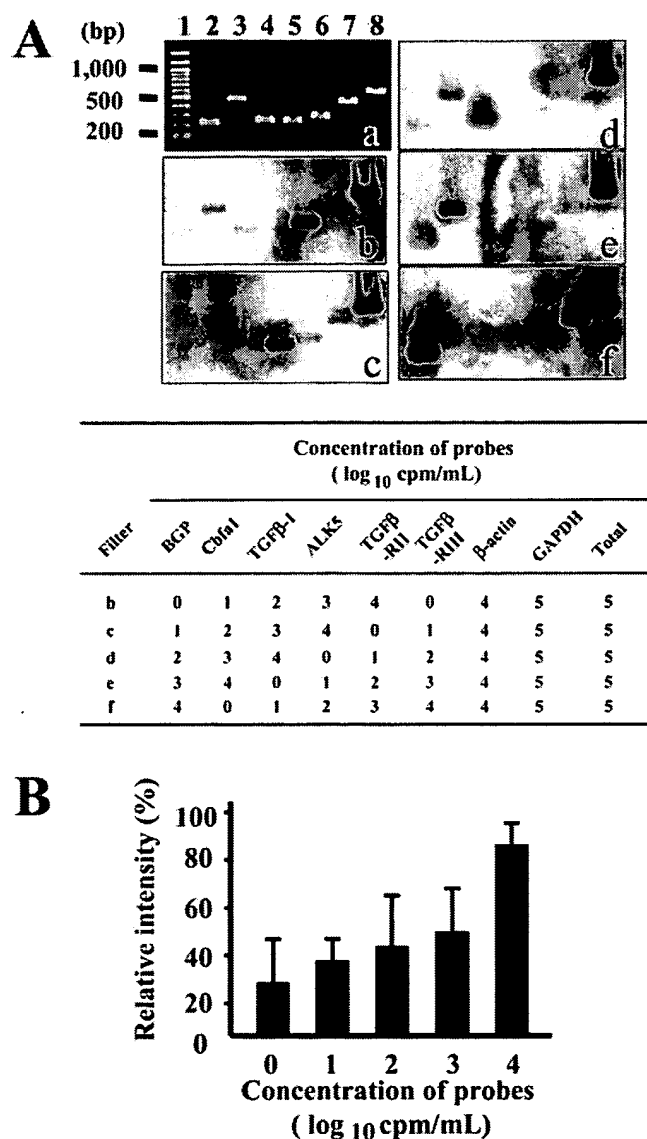 A
(bp)
1 2 3 4 5 6 7 8
1,000
500
200
a
b
c
d
e
f
Concentration of probes
( log 10 cpm/mL)
Filter BGP Cbfa1 TGFβ-1 ALK5 TGFβ-RII TGFβ-RIII β-actin GAPDH Total
b 0 1 2 3 4 0 4 5 5
c 1 2 3 4 0 1 4 5 5
d 2 3 4 0 1 2 4 5 5
e 3 4 0 1 2 3 4 5 5
f 4 0 1 2 3 4 4 5 5
B
Relative intensity (%)
100
80
60
40
20
0
0 1 2 3 4
Concentration of probes
( log 10 cpm/mL)